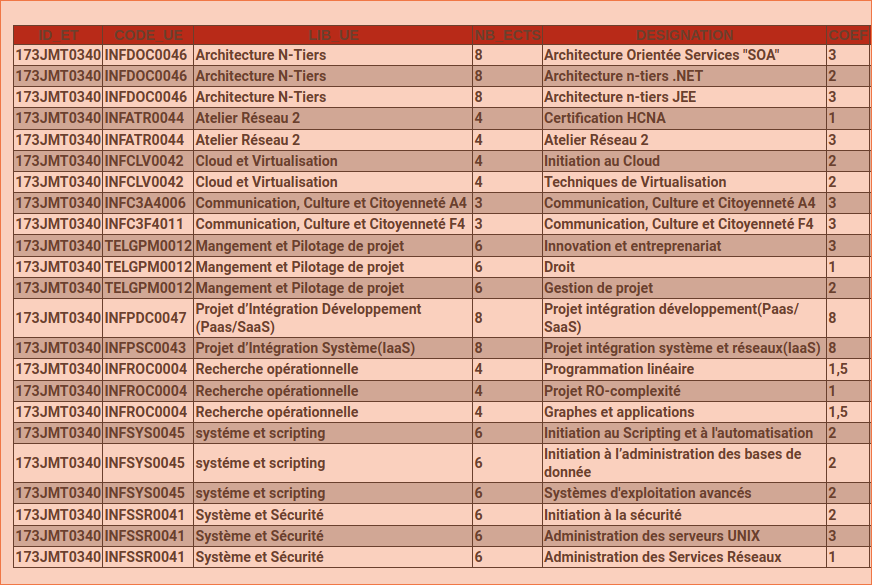 ID_ET CODE_UE LIB_UE NB_ECTS DESIGNATION COEF
173JMT0340 INFDOC0046 Architecture N-Tiers 8 Architecture Orientée Services "SOA" 3
173JMT0340 INFDOC0046 Architecture N-Tiers 8 Architecture n-tiers .NET 2
173JMT0340 INFDOC0046 Architecture N-Tiers 8 Architecture n-tiers JEE 3
173JMT0340 INFATR0044 Atelier Réseau 2 4 Certification HCNA 1
173JMT0340 INFATR0044 Atelier Réseau 2 4 Atelier Réseau 2 3
173JMT0340 INFCLV0042 Cloud et Virtualisation 4 Initiation au Cloud 2
173JMT0340 INFCLV0042 Cloud et Virtualisation 4 Techniques de Virtualisation 2
173JMT0340 INFC3A4006 Communication, Culture et Citoyenneté A4 3 Communication, Culture et Citoyenneté A4 3
173JMT0340 INFC3F4011 Communication, Culture et Citoyenneté F4 3 Communication, Culture et Citoyenneté F4 3
173JMT0340 TELGPM0012 Mangement et Pilotage de projet 6 Innovation et entreprenariat 3
173JMT0340 TELGPM0012 Mangement et Pilotage de projet 6 Droit 1
173JMT0340 TELGPM0012 Mangement et Pilotage de projet 6 Gestion de projet 2
173JMT0340 INFPDC0047 Projet d'Intégration Développement
(Paas/SaaS) 8 Projet intégration développement(Paas/
SaaS) 8
173JMT0340 INFPSC0043 Projet d'Intégration Système(IaaS) 8 Projet intégration système et réseaux(IaaS) 8
173JMT0340 INFROC0004 Recherche opérationnelle 4 Programmation linéaire 1,5
173JMT0340 INFROC0004 Recherche opérationnelle 4 Projet RO-complexité 1
173JMT0340 INFROC0004 Recherche opérationnelle 4 Graphes et applications 1,5
173JMT0340 INFSYS0045 systéme et scripting 6 Initiation au Scripting et à l'automatisation 2
173JMT0340 INFSYS0045 systéme et scripting 6 Initiation à l'administration des bases de
donnée 2
173JMT0340 INFSYS0045 systéme et scripting 6 Systèmes d'exploitation avancés 2
173JMT0340 INFSSR0041 Système et Sécurité 6 Initiation à la sécurité 2
173JMT0340 INFSSR0041 Système et Sécurité 6 Administration des serveurs UNIX 3
173JMT0340 INFSSR0041 Système et Sécurité 6 Administration des Services Réseaux 1